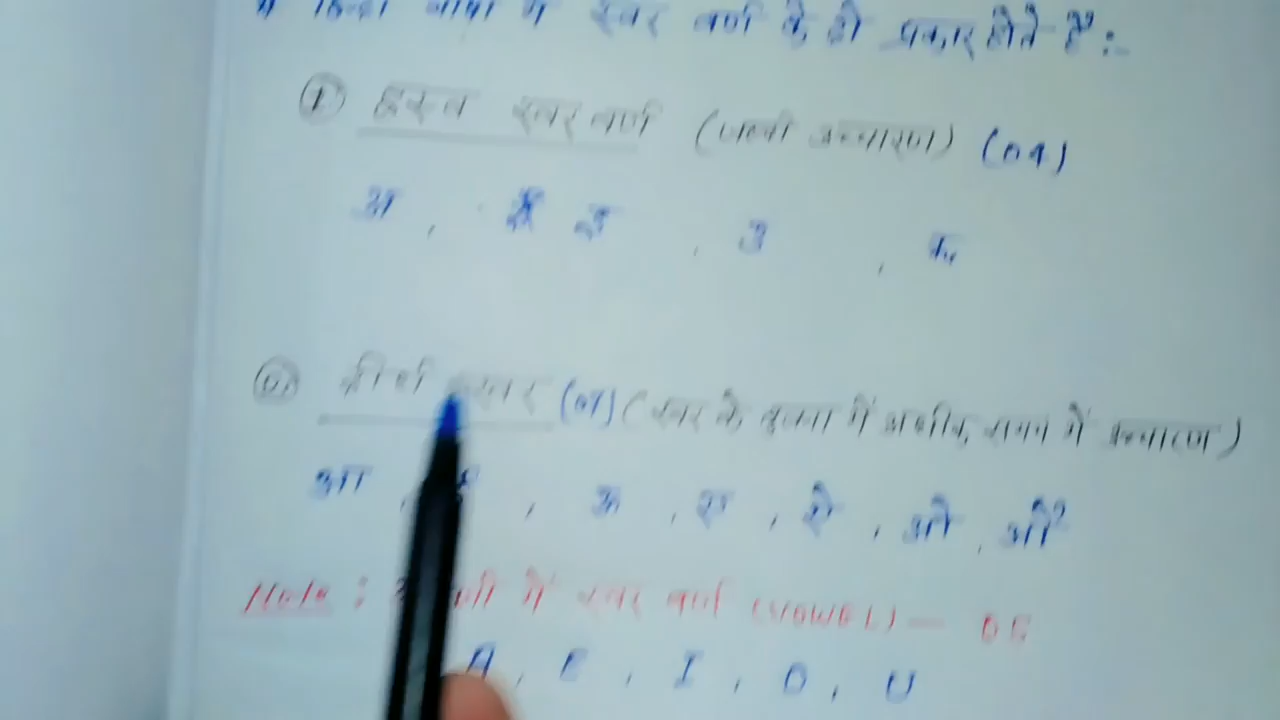 हिन्दी भाषा में स्वर वर्ण के दो प्रकार होते हैं :-
① ह्रस्व स्वर वर्ण (जल्दी उच्चारण) (04)
अ , इ , उ , ऋ
② दीर्घ स्वर (07) (स्वर के तुलना में अधिक समय में उच्चारण)
आ , , ऊ , ए , ऐ , ओ , औ
Note : में स्वर वर्ण (VOWEL) — 05
A , E , I , O , U